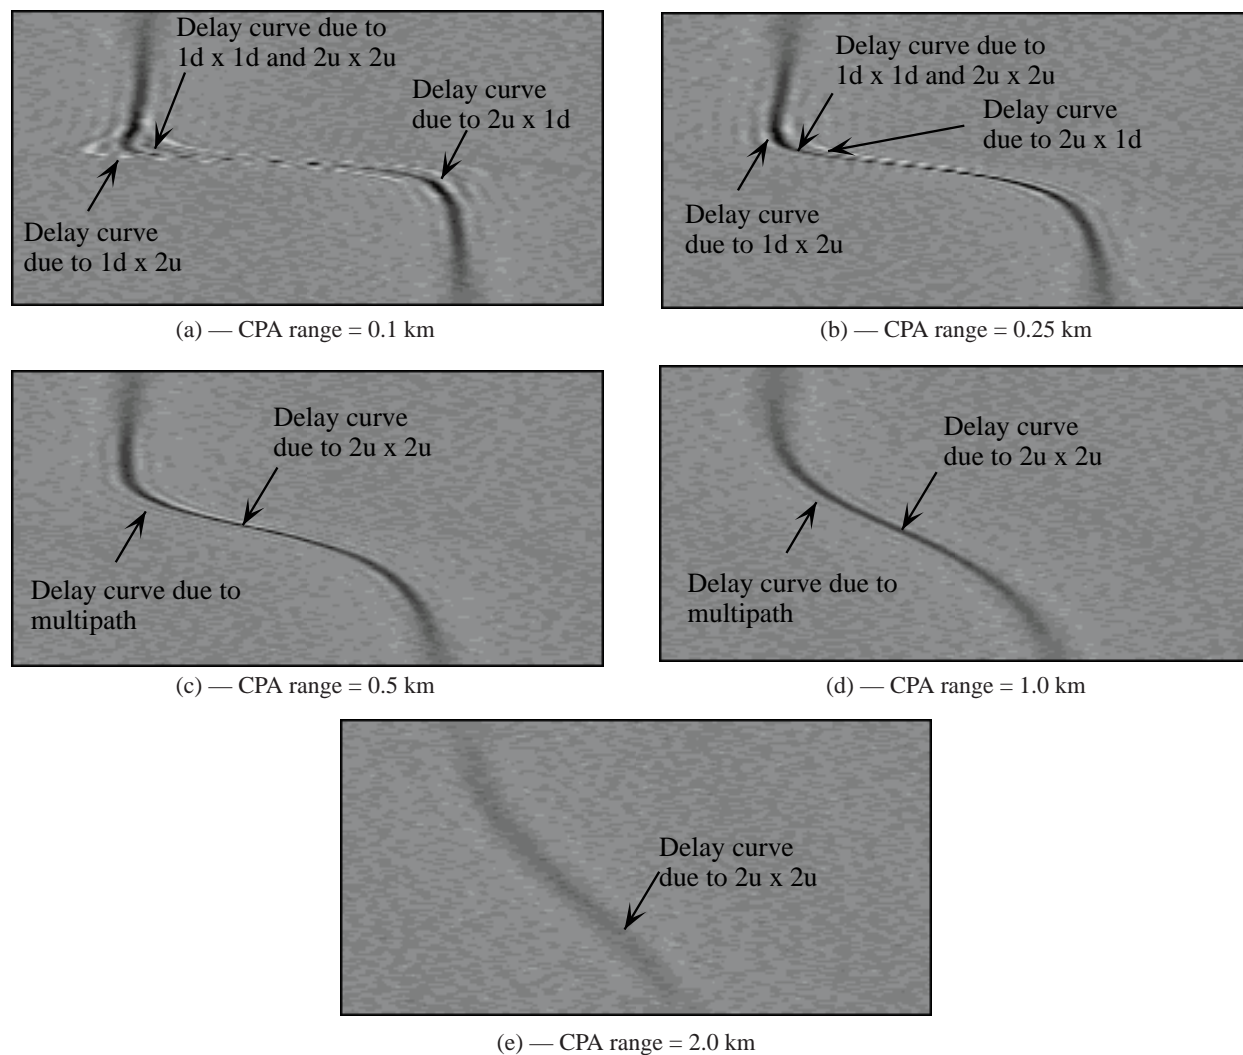 Delay curve due to
1d x 1d and 2u x 2u
Delay curve
due to 2u x 1d
Delay curve
due to 1d x 2u
(a) — CPA range = 0.1 km
Delay curve due to
1d x 1d and 2u x 2u
Delay curve
due to 2u x 1d
Delay curve
due to 1d x 2u
(b) — CPA range = 0.25 km
Delay curve
due to 2u x 2u
Delay curve due to
multipath
(c) — CPA range = 0.5 km
Delay curve
due to 2u x 2u
Delay curve due to
multipath
(d) — CPA range = 1.0 km
Delay curve
due to 2u x 2u
(e) — CPA range = 2.0 km